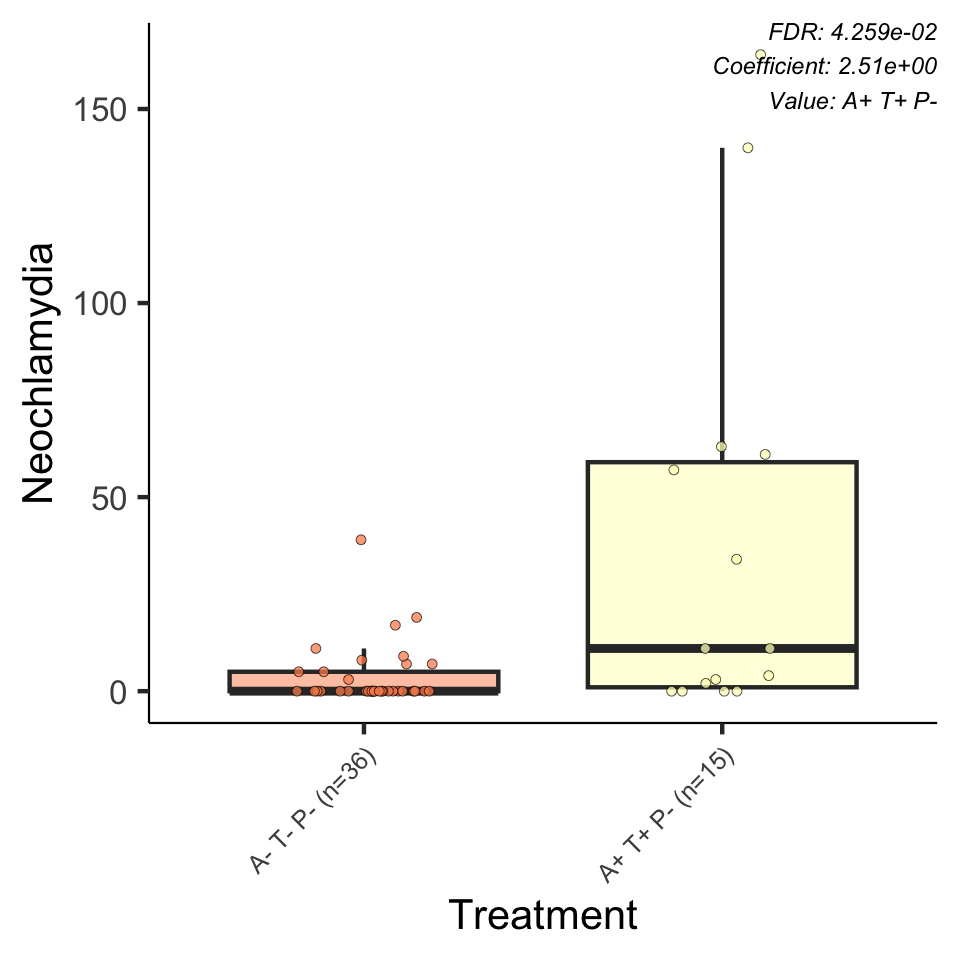 FDR: 4.259e-02
Coefficient: 2.51e+00
Value: A+ T+ P-
150
100
50
0
Neochlamydia
A- T- P- (n=36)
A+ T+ P- (n=15)
Treatment